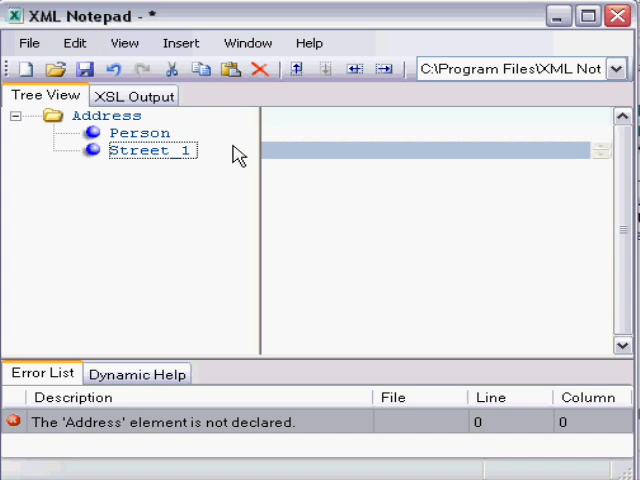 XML Notepad - *
File Edit View Insert Window Help
C:\Program Files\XML Not
Tree View XSL Output
Address
Person
Street_1
Error List Dynamic Help
Description File Line Column
The 'Address' element is not declared. 0 0